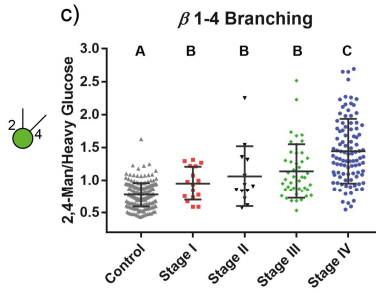 c)
β 1-4 Branching
A B B B C
2,4-Man/Heavy Glucose
3.0
2.5
2.0
1.5
1.0
0.5
2 4
Control Stage I Stage II Stage III Stage IV